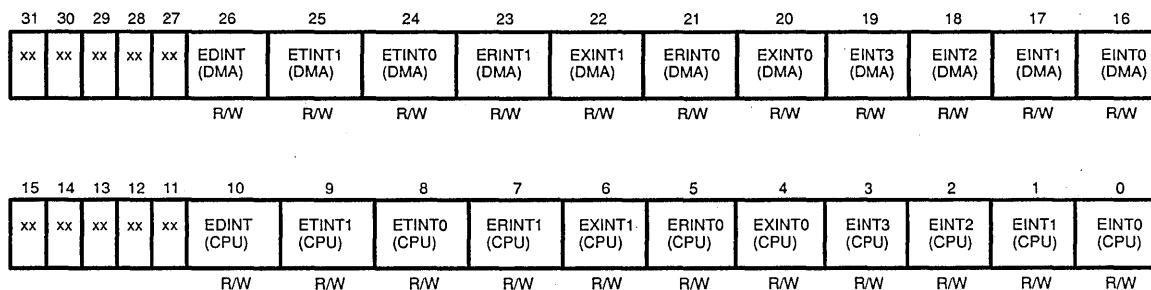 31 30 29 28 27 26 25 24 23 22 21 20 19 18 17 16
xx xx xx xx xx EDINT ETINT1 ETINT0 ERINT1 EXINT1 ERINT0 EXINT0 EINT3 EINT2 EINT1 EINT0
(DMA) (DMA) (DMA) (DMA) (DMA) (DMA) (DMA) (DMA) (DMA) (DMA) (DMA)
R/W R/W R/W R/W R/W R/W R/W R/W R/W R/W R/W
15 14 13 12 11 10 9 8 7 6 5 4 3 2 1 0
xx xx xx xx xx EDINT ETINT1 ETINT0 ERINT1 EXINT1 ERINT0 EXINT0 EINT3 EINT2 EINT1 EINT0
(CPU) (CPU) (CPU) (CPU) (CPU) (CPU) (CPU) (CPU) (CPU) (CPU) (CPU)
R/W R/W R/W R/W R/W R/W R/W R/W R/W R/W R/W